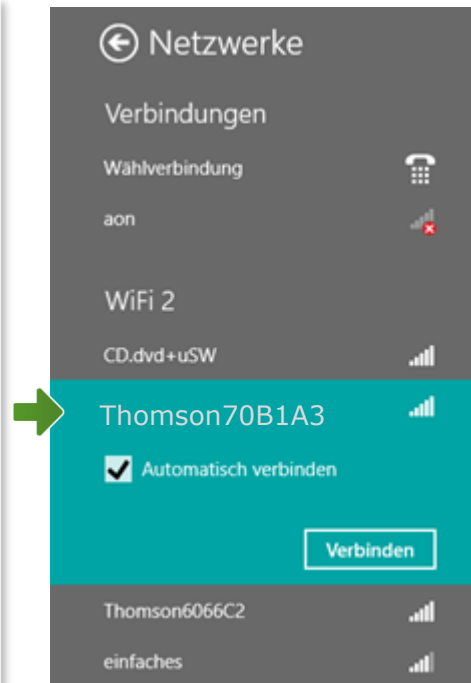 Netzwerke
Verbindungen
Wählverbindung
aon
WiFi 2
CD.dvd+uSW
Thomson70B1A3
Automatisch verbinden
Verbinden
Thomson6066C2
einfaches